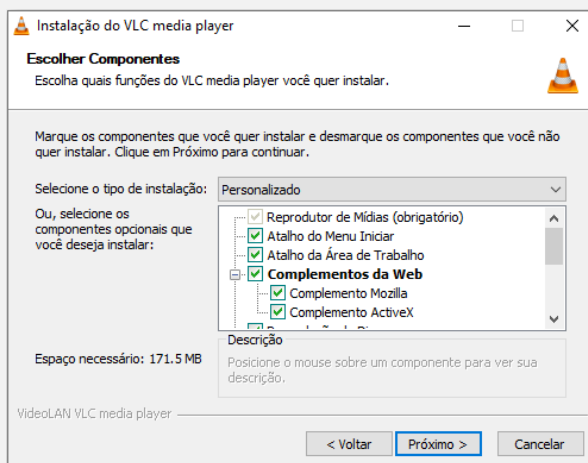 Instalação do VLC media player
Escolher Componentes
Escolha quais funções do VLC media player você quer instalar.
Marque os componentes que você quer instalar e desmarque os componentes que você não
quer instalar. Clique em Próximo para continuar.
Selecione o tipo de instalação:
Personalizado
Ou, selecione os
componentes opcionais que
você deseja instalar:
Reprodutor de Mídias (obrigatório)
Atalho do Menu Iniciar
Atalho da Área de Trabalho
Complementos da Web
Complemento Mozilla
Complemento ActiveX
Descrição
Posicione o mouse sobre um componente para ver sua
descrição.
Espaço necessário: 171.5 MB
VideoLAN VLC media player
< Voltar
Próximo >
Cancelar